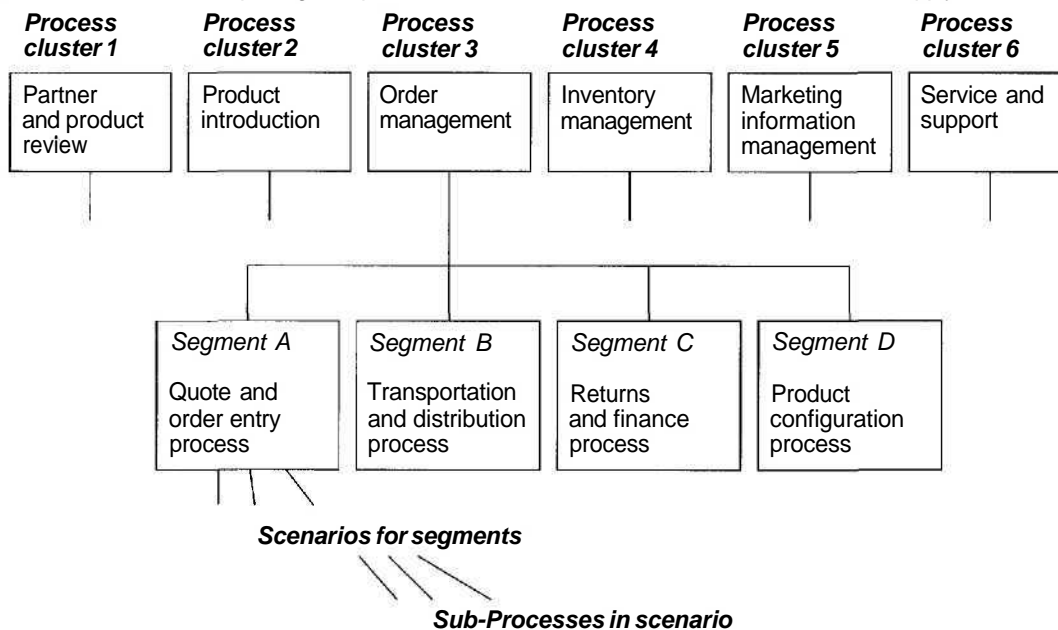 Process
cluster 1
Process
cluster 2
Process
cluster 3
Process
cluster 4
Process
cluster 5
Process
cluster 6
Partner
and product
review
Product
introduction
Order
management
Inventory
management
Marketing
information
management
Service and
support
Segment A
Quote and
order entry
process
Segment B
Transportation
and distribution
process
Segment C
Returns
and finance
process
Segment D
Product
configuration
process
Scenarios for segments
Sub-Processes in scenario